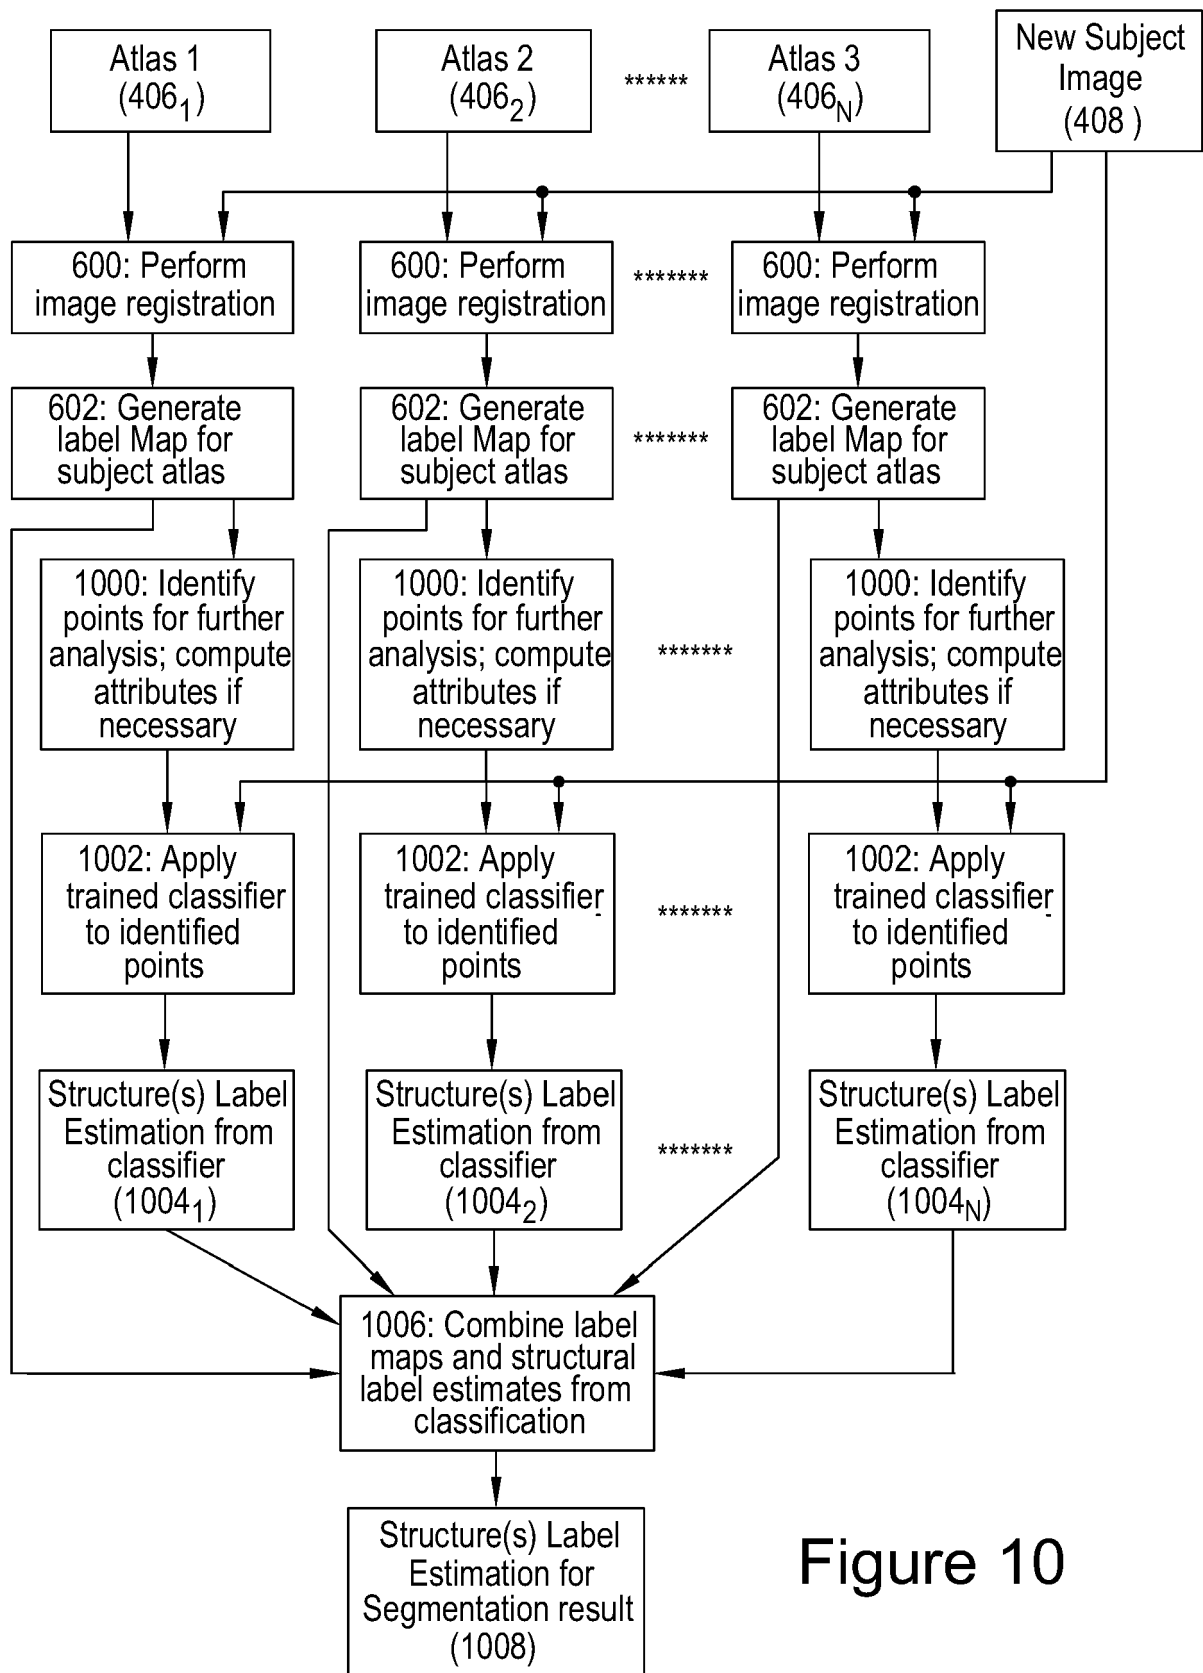 Atlas 1
(406₁)
Atlas 2
(406₂)
******
Atlas 3
(406N)
New Subject
Image
(408 )
600: Perform
image registration
600: Perform
image registration
*******
600: Perform
image registration
602: Generate
label Map for
subject atlas
602: Generate
label Map for
subject atlas
*******
602: Generate
label Map for
subject atlas
1000: Identify
points for further
analysis; compute
attributes if
necessary
1000: Identify
points for further
analysis; compute
attributes if
necessary
*******
1000: Identify
points for further
analysis; compute
attributes if
necessary
1002: Apply
trained classifier
to identified
points
1002: Apply
trained classifier
to identified
points
*******
1002: Apply
trained classifier
to identified
points
Structure(s) Label
Estimation from
classifier
(1004₁)
Structure(s) Label
Estimation from
classifier
(1004₂)
*******
Structure(s) Label
Estimation from
classifier
(1004N)
1006: Combine label
maps and structural
label estimates from
classification
Structure(s) Label
Estimation for
Segmentation result
(1008)
Figure 10